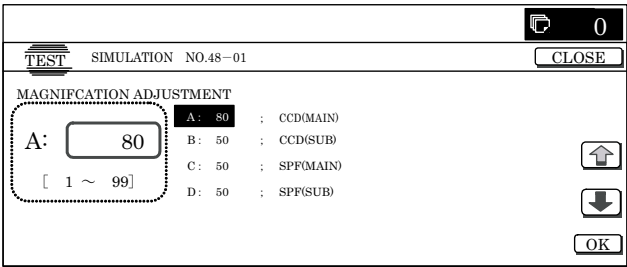 0
TEST SIMULATION NO.48-01 CLOSE
MAGNIFCATION ADJUSTMENT
A: 80 ; CCD(MAIN)
A: 80
B: 50 ; CCD(SUB)
C: 50 ; SPF(MAIN)
[ 1 ~ 99]
D: 50 ; SPF(SUB)
OK